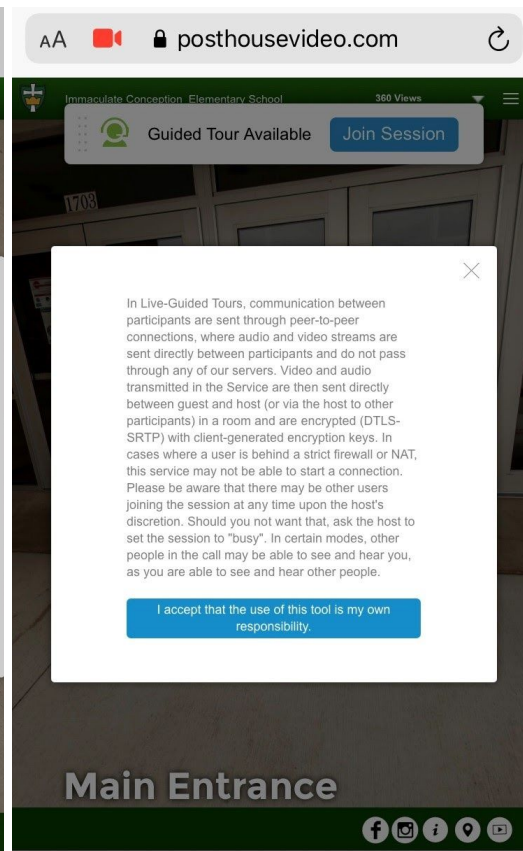 AA posthousevideo.com
Immaculate Conception Elementary School 360 Views
Guided Tour Available Join Session
1703
In Live-Guided Tours, communication between
participants are sent through peer-to-peer
connections, where audio and video streams are
sent directly between participants and do not pass
through any of our servers. Video and audio
transmitted in the Service are then sent directly
between guest and host (or via the host to other
participants) in a room and are encrypted (DTLS-
SRTP) with client-generated encryption keys. In
cases where a user is behind a strict firewall or NAT,
this service may not be able to start a connection.
Please be aware that there may be other users
joining the session at any time upon the host's
discretion. Should you not want that, ask the host to
set the session to "busy". In certain modes, other
people in the call may be able to see and hear you,
as you are able to see and hear other people.
I accept that the use of this tool is my own
responsibility.
Main Entrance